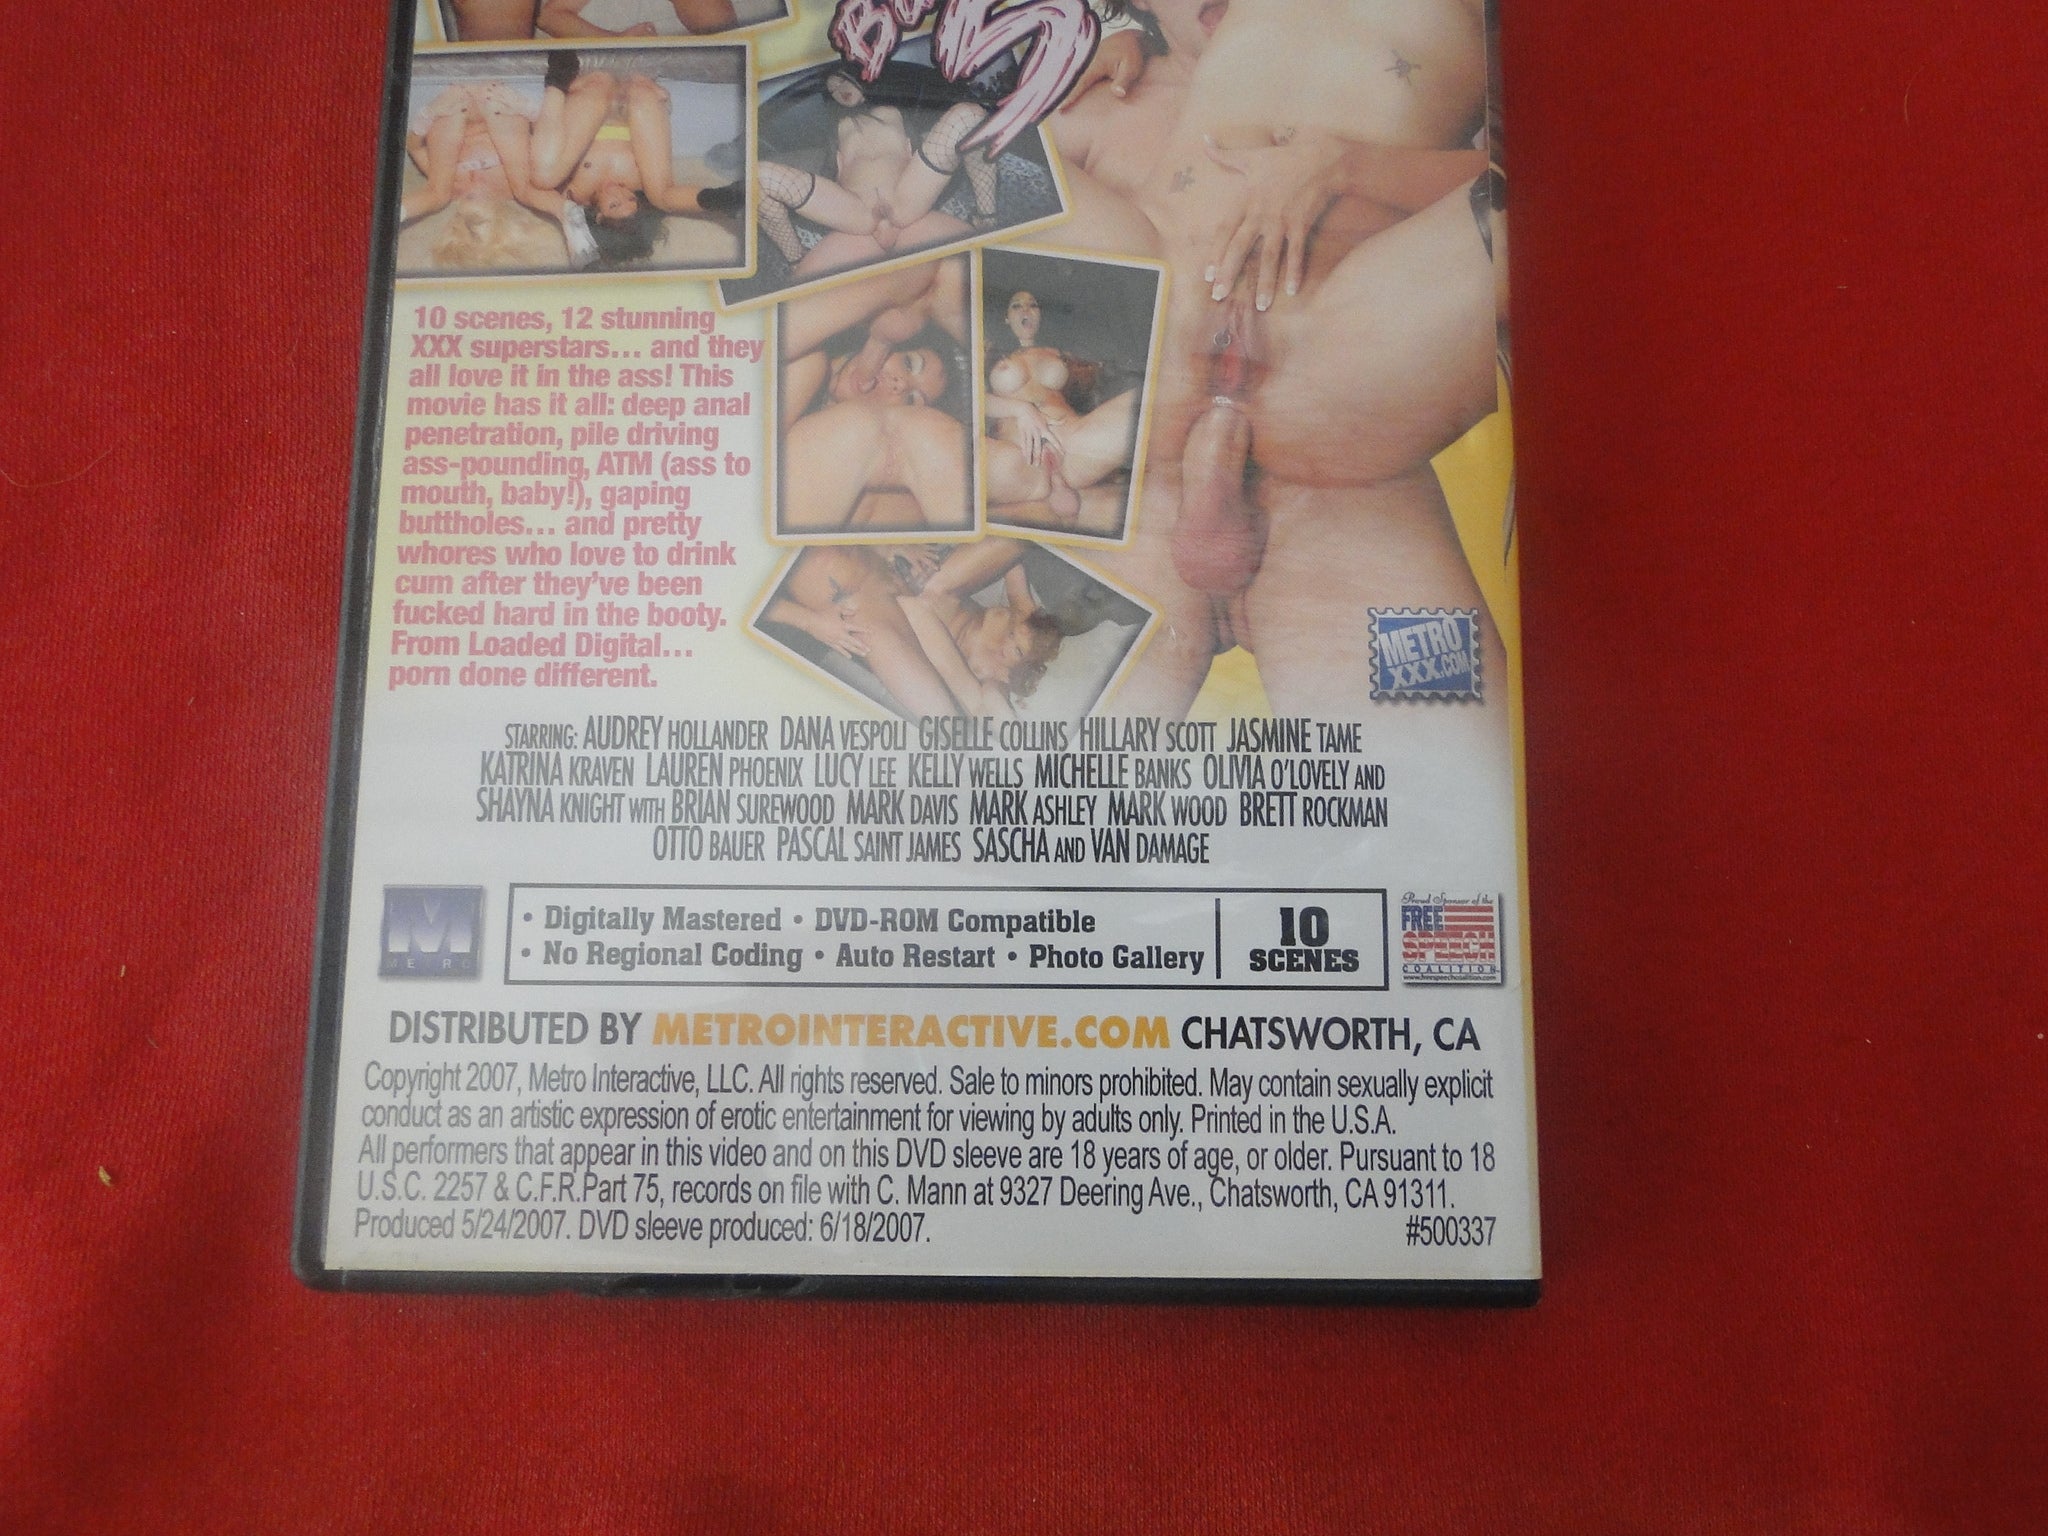 5
10 scenes, 12 stunning
XXX superstars... and they
all love it in the ass! This
movie has it all: deep anal
penetration, pile driving
ass-pounding, ATM (ass to
mouth, baby!), gaping
buttholes... and pretty
whores who love to drink
cum after they've been
fucked hard in the booty.
From Loaded Digital...
porn done different.
METRO
XXX.COM
STARRING: AUDREY HOLLANDER DANA VESPOLI GISELLE COLLINS HILLARY SCOTT JASMINE TAME
KATRINA KRAVEN LAUREN PHOENIX LUCY LEE KELLY WELLS MICHELLE BANKS OLIVIA O'LOVELY AND
SHAYNA KNIGHT WITH BRIAN SUREWOOD MARK DAVIS MARK ASHLEY MARK WOOD BRETT ROCKMAN
OTTO BAUER PASCAL SAINT JAMES SASCHA AND VAN DAMAGE
M
METRO
• Digitally Mastered • DVD-ROM Compatible
• No Regional Coding • Auto Restart • Photo Gallery
10
SCENES
Proud Sponsor of the
FREE
SPEECH
COALITION
www.freespeechcoalition.com
DISTRIBUTED BY METROINTERACTIVE.COM CHATSWORTH, CA
Copyright 2007, Metro Interactive, LLC. All rights reserved. Sale to minors prohibited. May contain sexually explicit
conduct as an artistic expression of erotic entertainment for viewing by adults only. Printed in the U.S.A.
All performers that appear in this video and on this DVD sleeve are 18 years of age, or older. Pursuant to 18
U.S.C. 2257 & C.F.R.Part 75, records on file with C. Mann at 9327 Deering Ave., Chatsworth, CA 91311.
Produced 5/24/2007. DVD sleeve produced: 6/18/2007. #500337